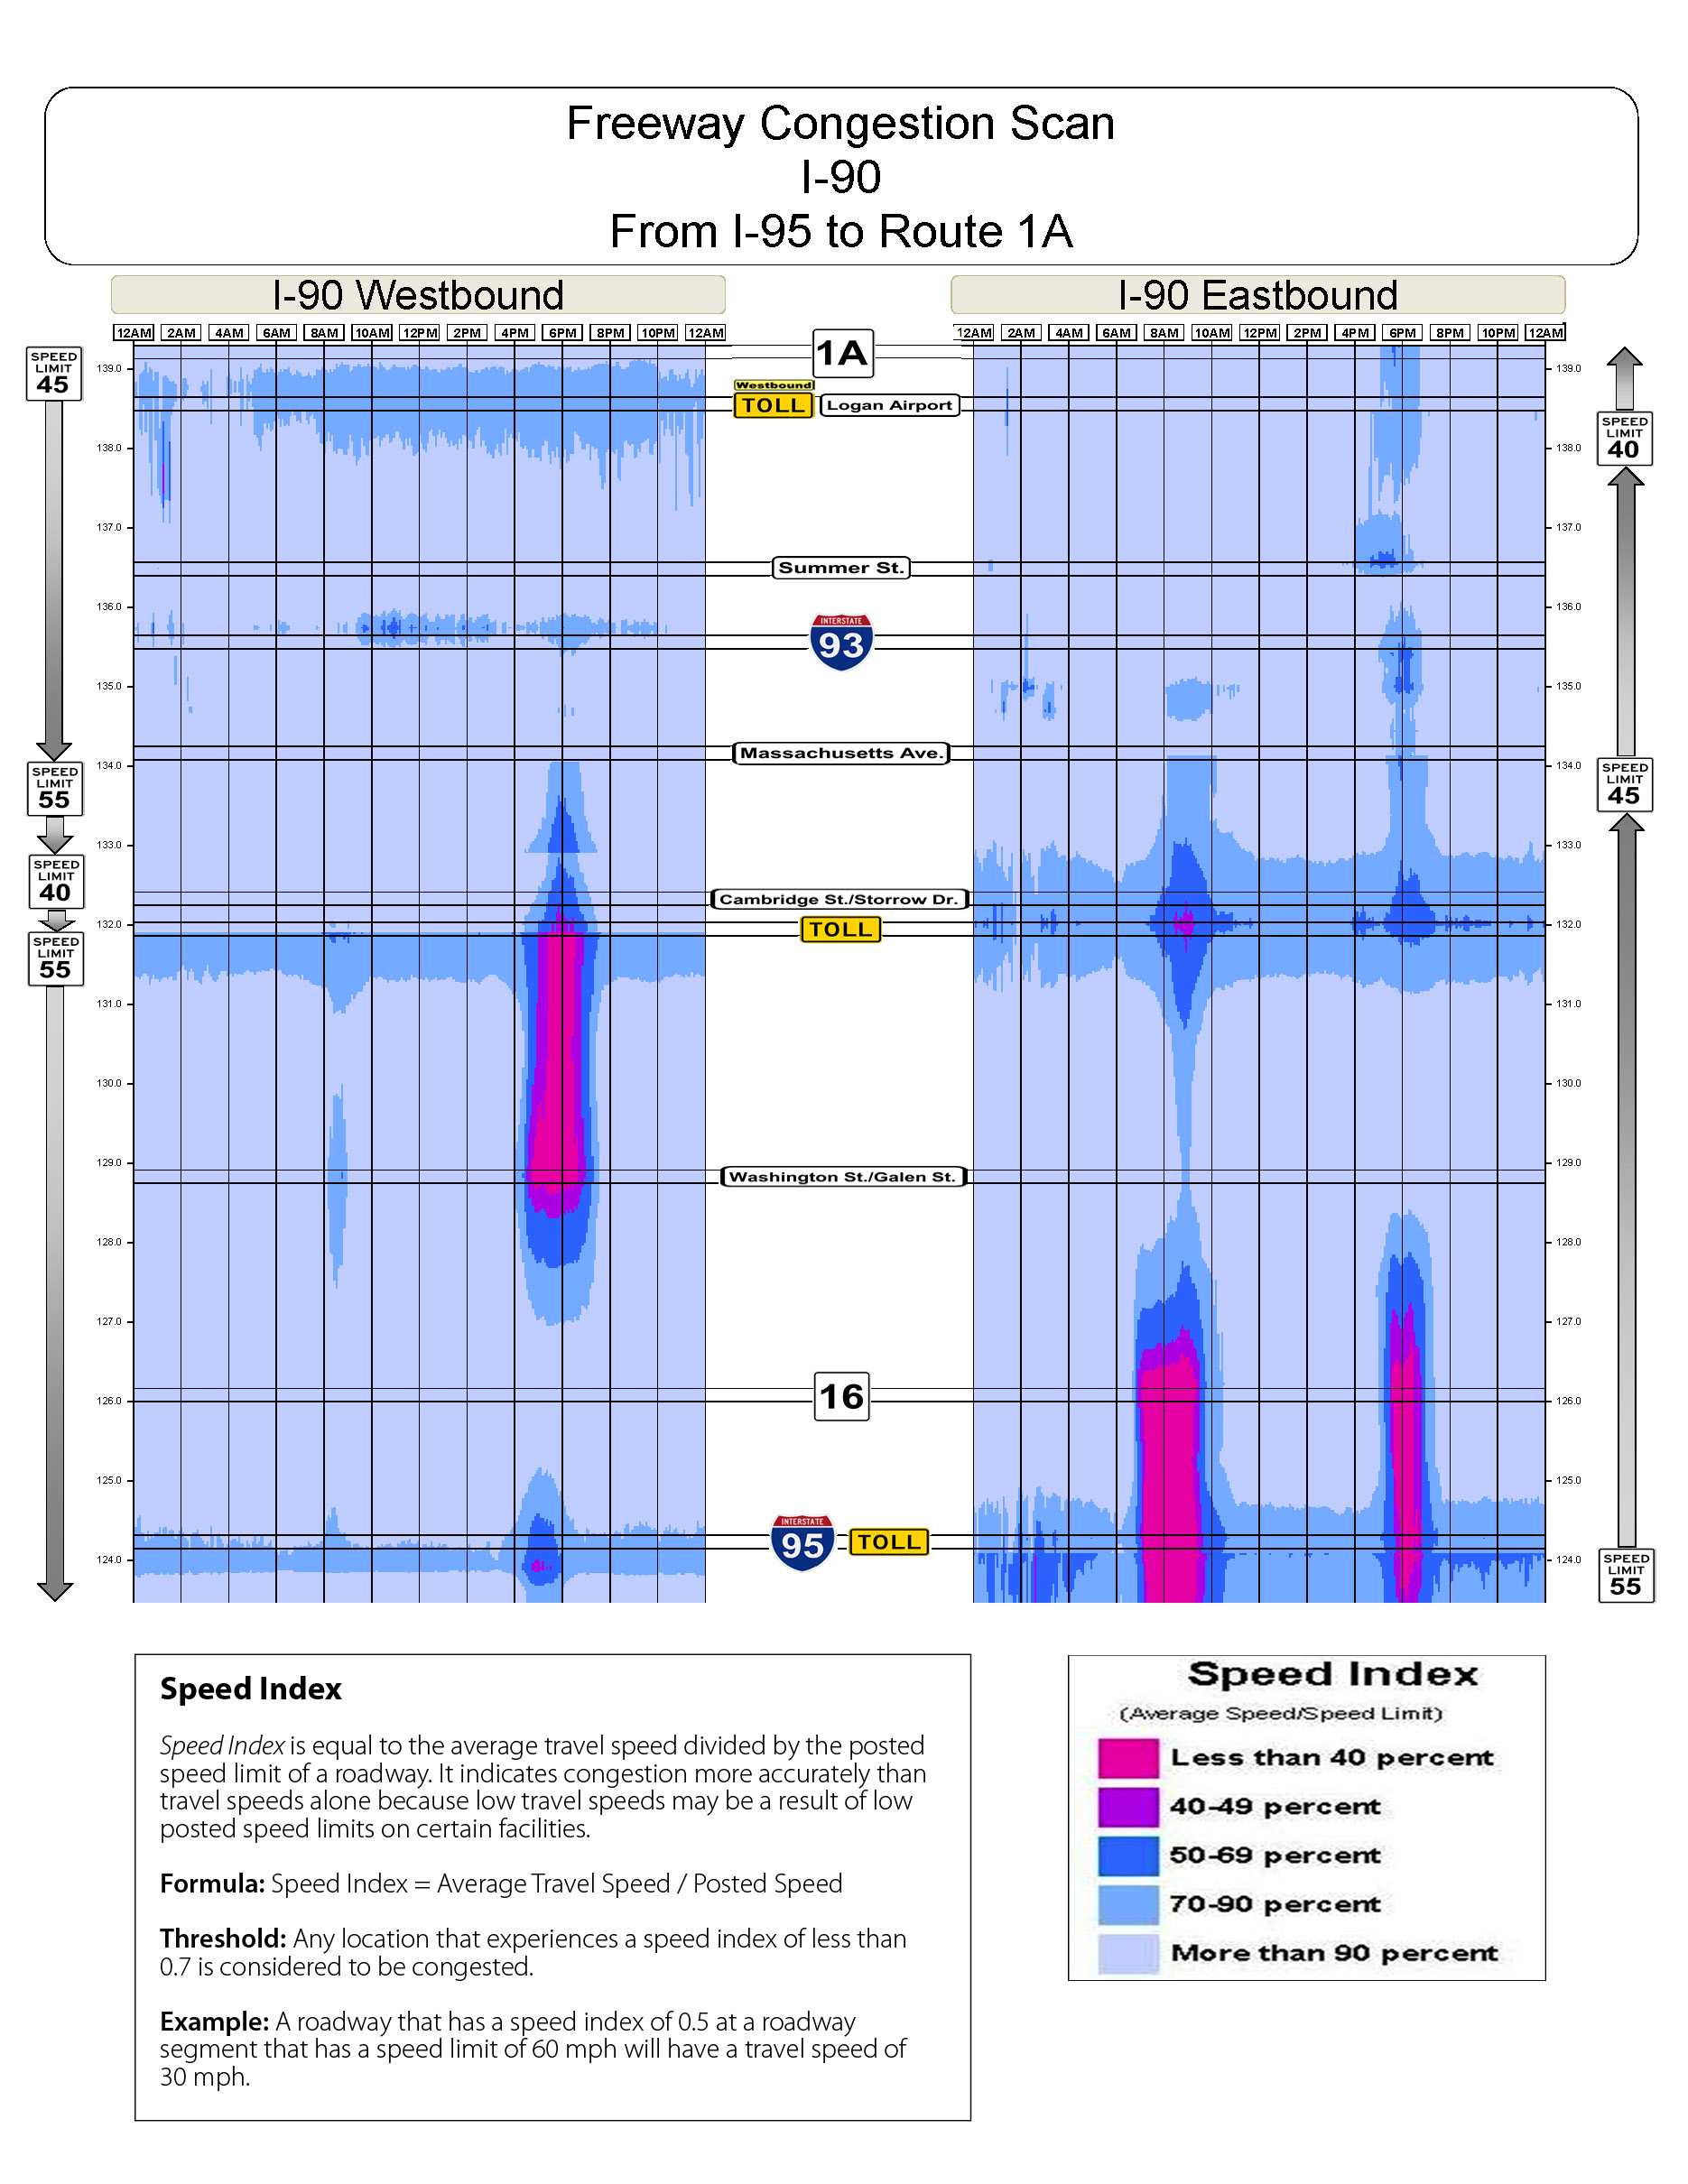 Freeway Congestion Scan
I-90
From I-95 to Route 1A
I-90 Westbound
I-90 Eastbound
12AM 2AM 4AM 6AM 8AM 10AM 12PM 2PM 4PM 6PM 8PM 10PM 12AM
12AM 2AM 4AM 6AM 8AM 10AM 12PM 2PM 4PM 6PM 8PM 10PM 12AM
SPEED
LIMIT
45
SPEED
LIMIT
55
SPEED
LIMIT
40
SPEED
LIMIT
55
139.0
138.0
137.0
136.0
135.0
134.0
133.0
132.0
131.0
130.0
129.0
128.0
127.0
126.0
125.0
124.0
1A
Westbound
TOLL Logan Airport
Summer St.
INTERSTATE
93
Massachusetts Ave.
Cambridge St./Storrow Dr.
TOLL
Washington St./Galen St.
16
INTERSTATE
95 TOLL
139.0
138.0
137.0
136.0
135.0
134.0
133.0
132.0
131.0
130.0
129.0
128.0
127.0
126.0
125.0
124.0
SPEED
LIMIT
40
SPEED
LIMIT
45
SPEED
LIMIT
55
Speed Index
Speed Index is equal to the average travel speed divided by the posted
speed limit of a roadway. It indicates congestion more accurately than
travel speeds alone because low travel speeds may be a result of low
posted speed limits on certain facilities.
Formula: Speed Index = Average Travel Speed / Posted Speed
Threshold: Any location that experiences a speed index of less than
0.7 is considered to be congested.
Example: A roadway that has a speed index of 0.5 at a roadway
segment that has a speed limit of 60 mph will have a travel speed of
30 mph.
Speed Index
(Average Speed/Speed Limit)
Less than 40 percent
40-49 percent
50-69 percent
70-90 percent
More than 90 percent